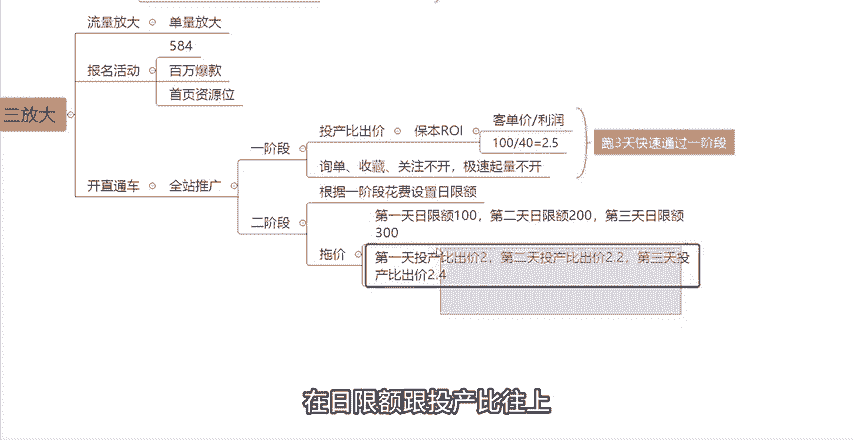 三放大
流量放大
单量放大
报名活动
584
百万爆款
首页资源位
开直通车
全站推广
一阶段
投产比出价
保本ROI
客单价/利润
100/40=2.5
询单、收藏、关注不开，极速起量不开
跑3天快速通过一阶段
二阶段
根据一阶段花费设置日限额
拖价
第一天日限额100，第二天日限额200，第三天日限额
300
第一天投产比出价2，第二天投产比出价2.2，第三天投
产比出价2.4
在日限额跟投产比往上